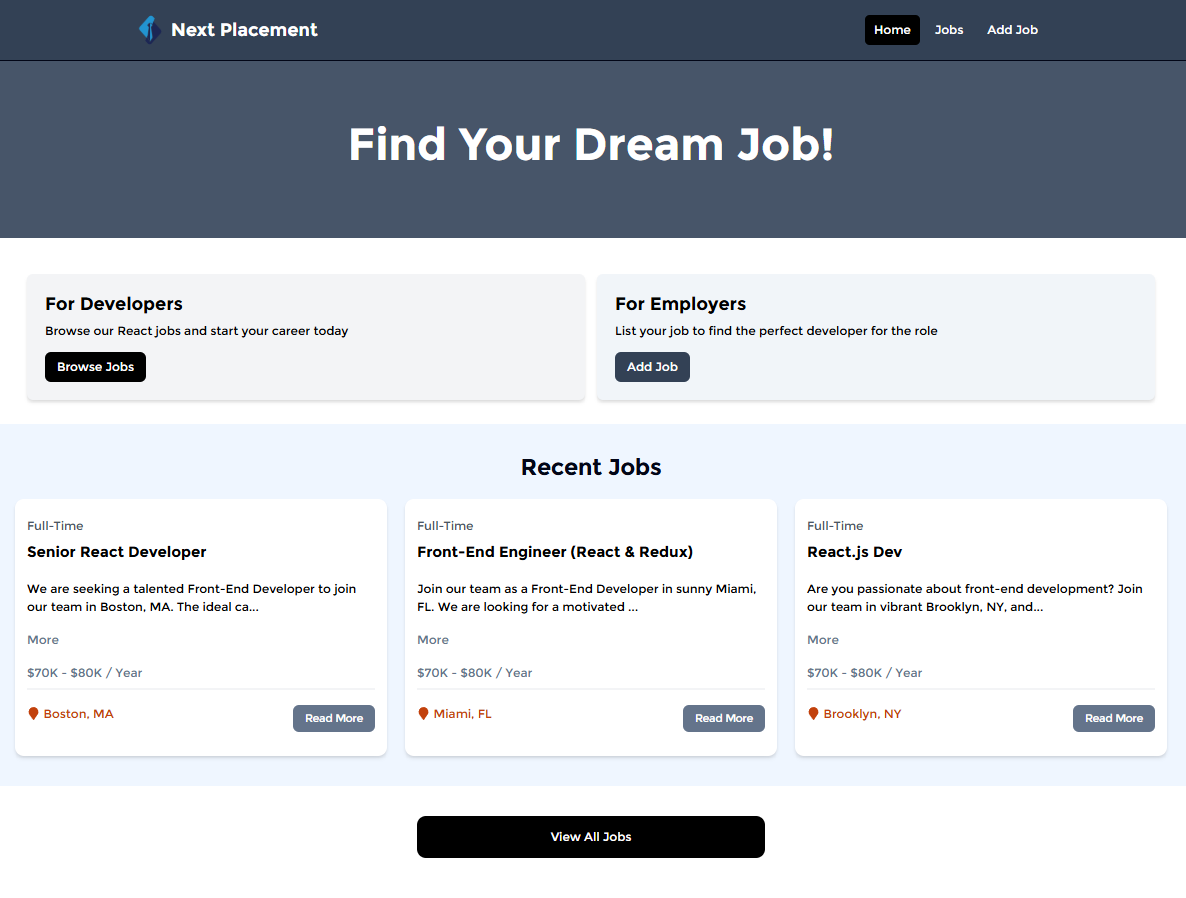 Next Placement
Home
Jobs
Add Job
Find Your Dream Job!
For Developers
Browse our React jobs and start your career today
Browse Jobs
For Employers
List your job to find the perfect developer for the role
Add Job
Recent Jobs
Full-Time
Senior React Developer
We are seeking a talented Front-End Developer to join
our team in Boston, MA. The ideal ca...
More
$70K - $80K / Year
Boston, MA
Read More
Full-Time
Front-End Engineer (React & Redux)
Join our team as a Front-End Developer in sunny Miami,
FL. We are looking for a motivated ...
More
$70K - $80K / Year
Miami, FL
Read More
Full-Time
React.js Dev
Are you passionate about front-end development? Join
our team in vibrant Brooklyn, NY, and...
More
$70K - $80K / Year
Brooklyn, NY
Read More
View All Jobs